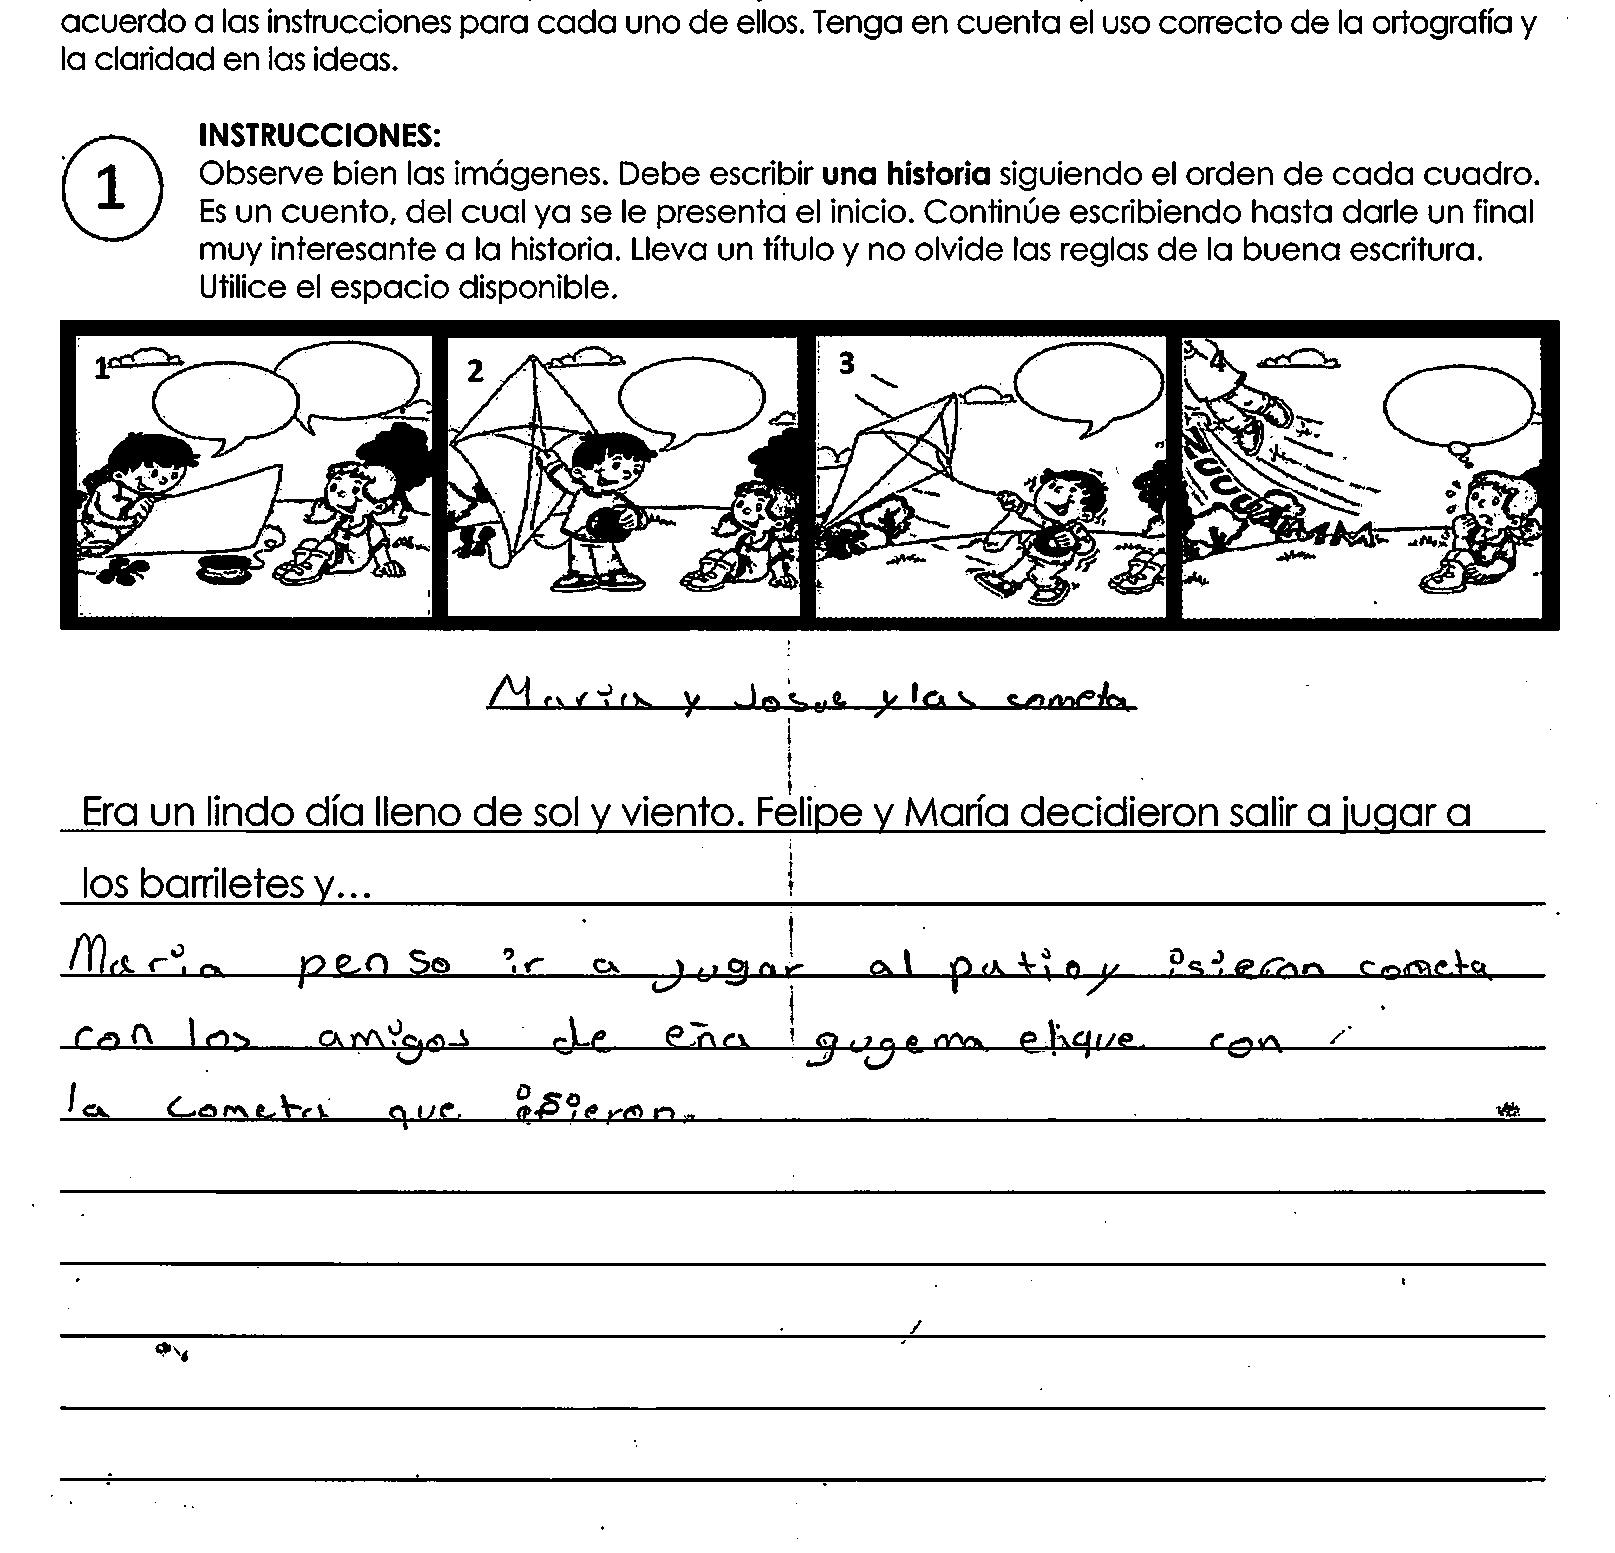 acuerdo a las instrucciones para cada uno de ellos. Tenga en cuenta el uso correcto de la ortografía y
la claridad en las ideas.
1
INSTRUCCIONES:
Observe bien las imágenes. Debe escribir una historia siguiendo el orden de cada cuadro.
Es un cuento, del cual ya se le presenta el inicio. Continúe escribiendo hasta darle un final
muy interesante a la historia. Lleva un título y no olvide las reglas de la buena escritura.
Utilice el espacio disponible.
1 2 3 4
María y Josue y las cometa
Era un lindo día lleno de sol y viento. Felipe y María decidieron salir a jugar a
los barriletes y...
María penso ir a jugar al patio y isieron cometa
con los amigos de eña gugema con
la cometa que isieron.